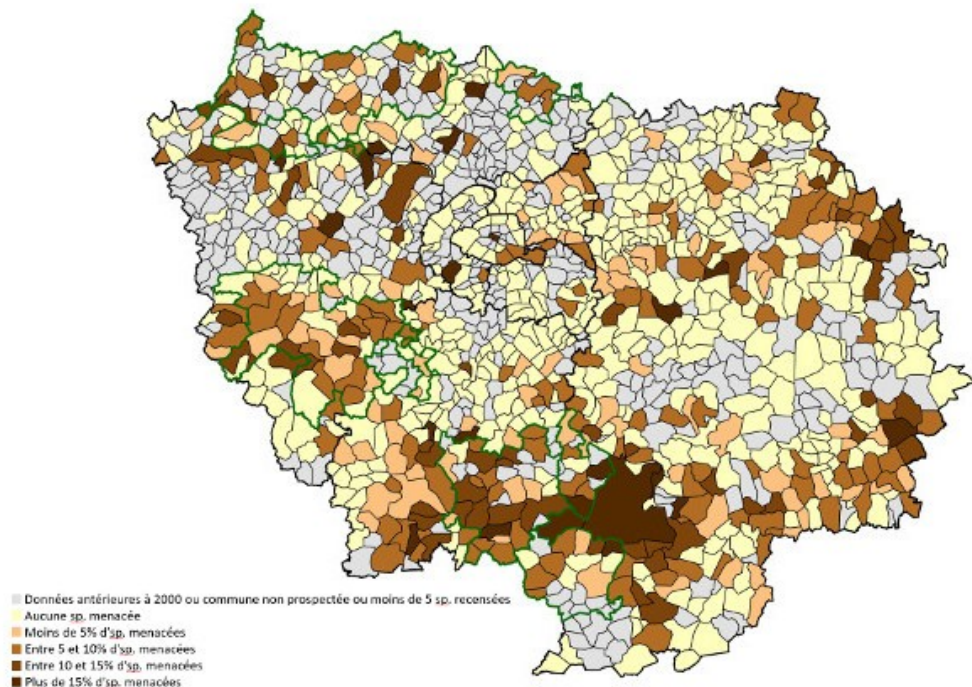 Données antérieures à 2000 ou commune non prospectée ou moins de 5 sp. recensées
Aucune sp. menacée
Moins de 5% d'sp. menacées
Entre 5 et 10% d'sp. menacées
Entre 10 et 15% d'sp. menacées
Plus de 15% d'sp. menacées